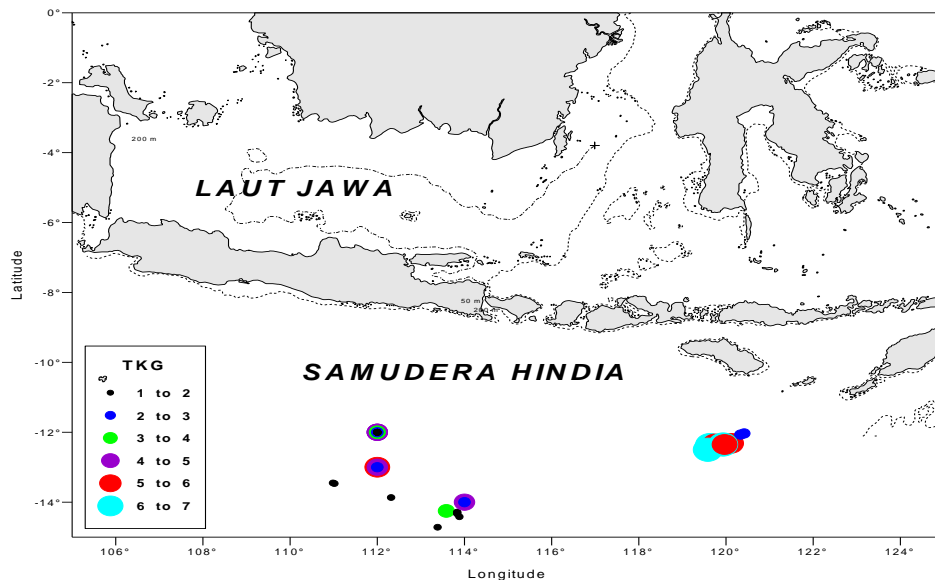 0°
-2°
200 m
-4°
LAUT JAWA
-6°
Latitude
-8°
50 m
-10°
SAMUDERA HINDIA
TKG
1 to 2
-12°
2 to 3
3 to 4
4 to 5
5 to 6
-14°
6 to 7
106° 108° 110° 112° 114° 116° 118° 120° 122° 124°
Longitude